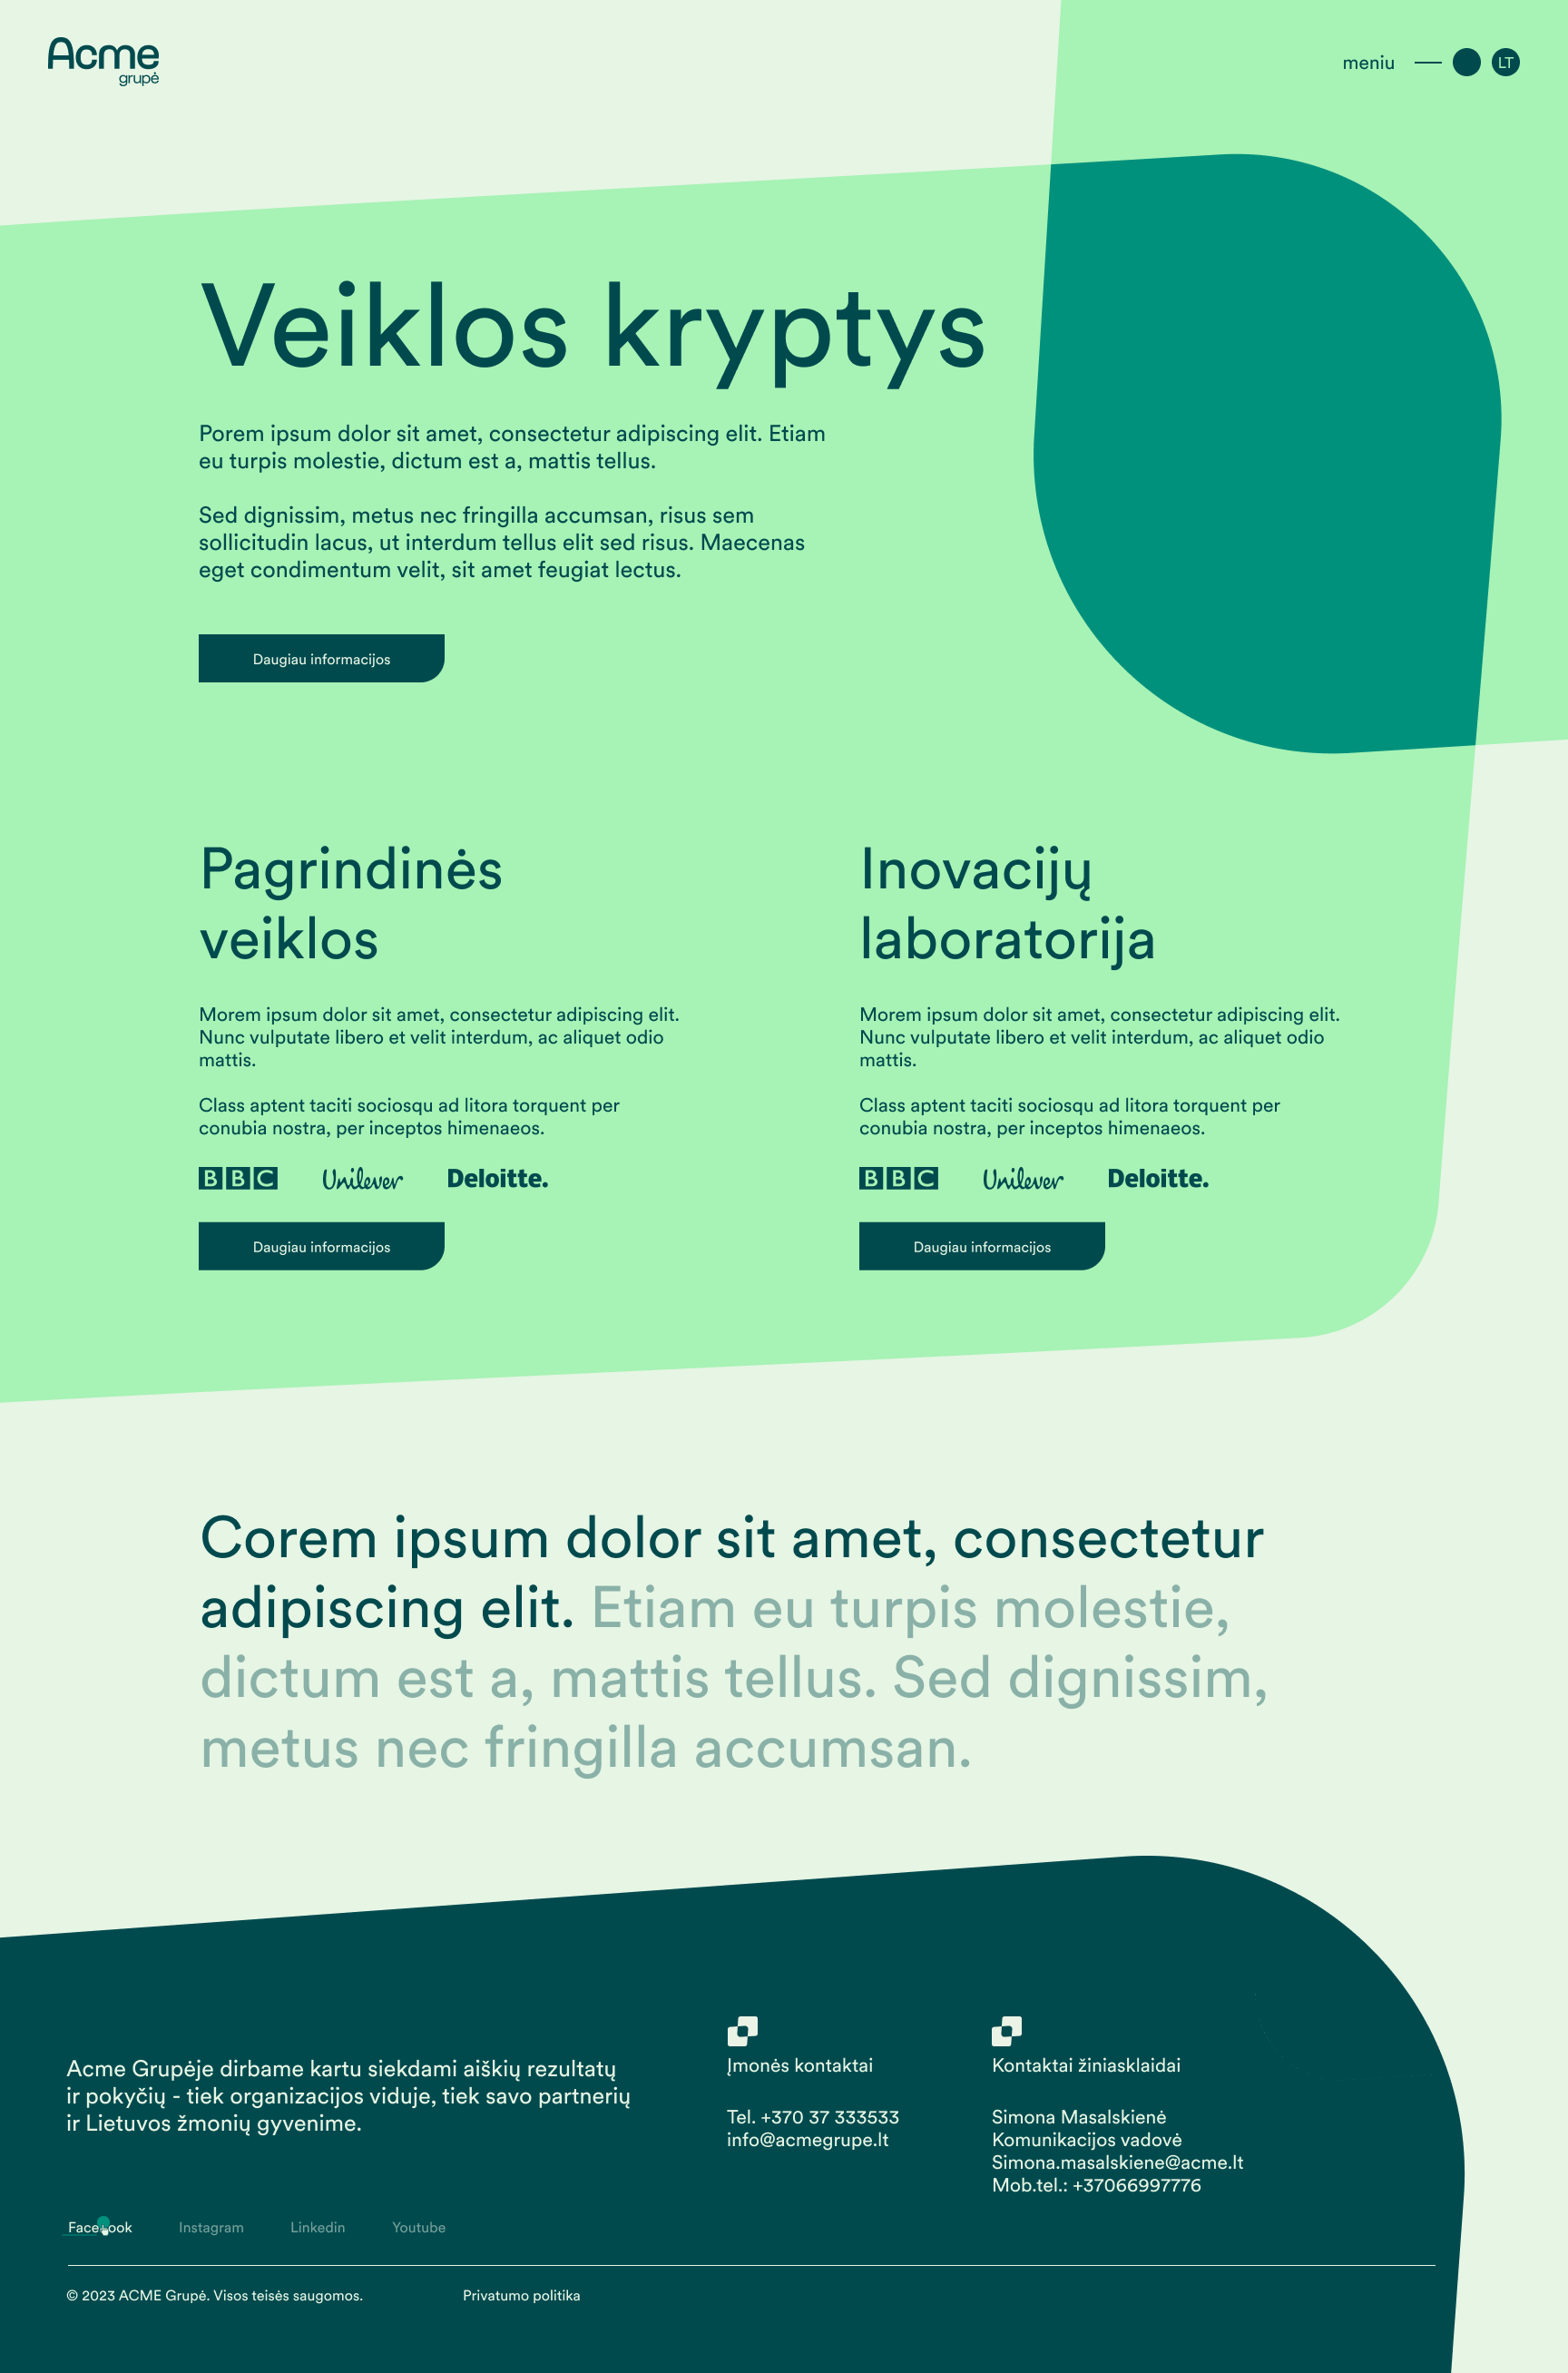 Acme
grupė
meniu
LT
Veiklos kryptys
Porem ipsum dolor sit amet, consectetur adipiscing elit. Etiam
eu turpis molestie, dictum est a, mattis tellus.
Sed dignissim, metus nec fringilla accumsan, risus sem
sollicitudin lacus, ut interdum tellus elit sed risus. Maecenas
eget condimentum velit, sit amet feugiat lectus.
Daugiau informacijos
Pagrindinės
veiklos
Morem ipsum dolor sit amet, consectetur adipiscing elit.
Nunc vulputate libero et velit interdum, ac aliquet odio
mattis.
Class aptent taciti sociosqu ad litora torquent per
conubia nostra, per inceptos himenaeos.
BBC Unilever Deloitte.
Daugiau informacijos
Inovacijų
laboratorija
Morem ipsum dolor sit amet, consectetur adipiscing elit.
Nunc vulputate libero et velit interdum, ac aliquet odio
mattis.
Class aptent taciti sociosqu ad litora torquent per
conubia nostra, per inceptos himenaeos.
BBC Unilever Deloitte.
Daugiau informacijos
Corem ipsum dolor sit amet, consectetur
adipiscing elit. Etiam eu turpis molestie,
dictum est a, mattis tellus. Sed dignissim,
metus nec fringilla accumsan.
Acme Grupėje dirbame kartu siekdami aiškių rezultatų
ir pokyčių - tiek organizacijos viduje, tiek savo partnerių
ir Lietuvos žmonių gyvenime.
Įmonės kontaktai
Tel. +370 37 333533
info@acmegrupe.lt
Kontaktai žiniasklaidai
Simona Masalskienė
Komunikacijos vadovė
Simona.masalskiene@acme.lt
Mob.tel.: +37066997776
Facebook Instagram Linkedin Youtube
© 2023 ACME Grupė. Visos teisės saugomos. Privatumo politika